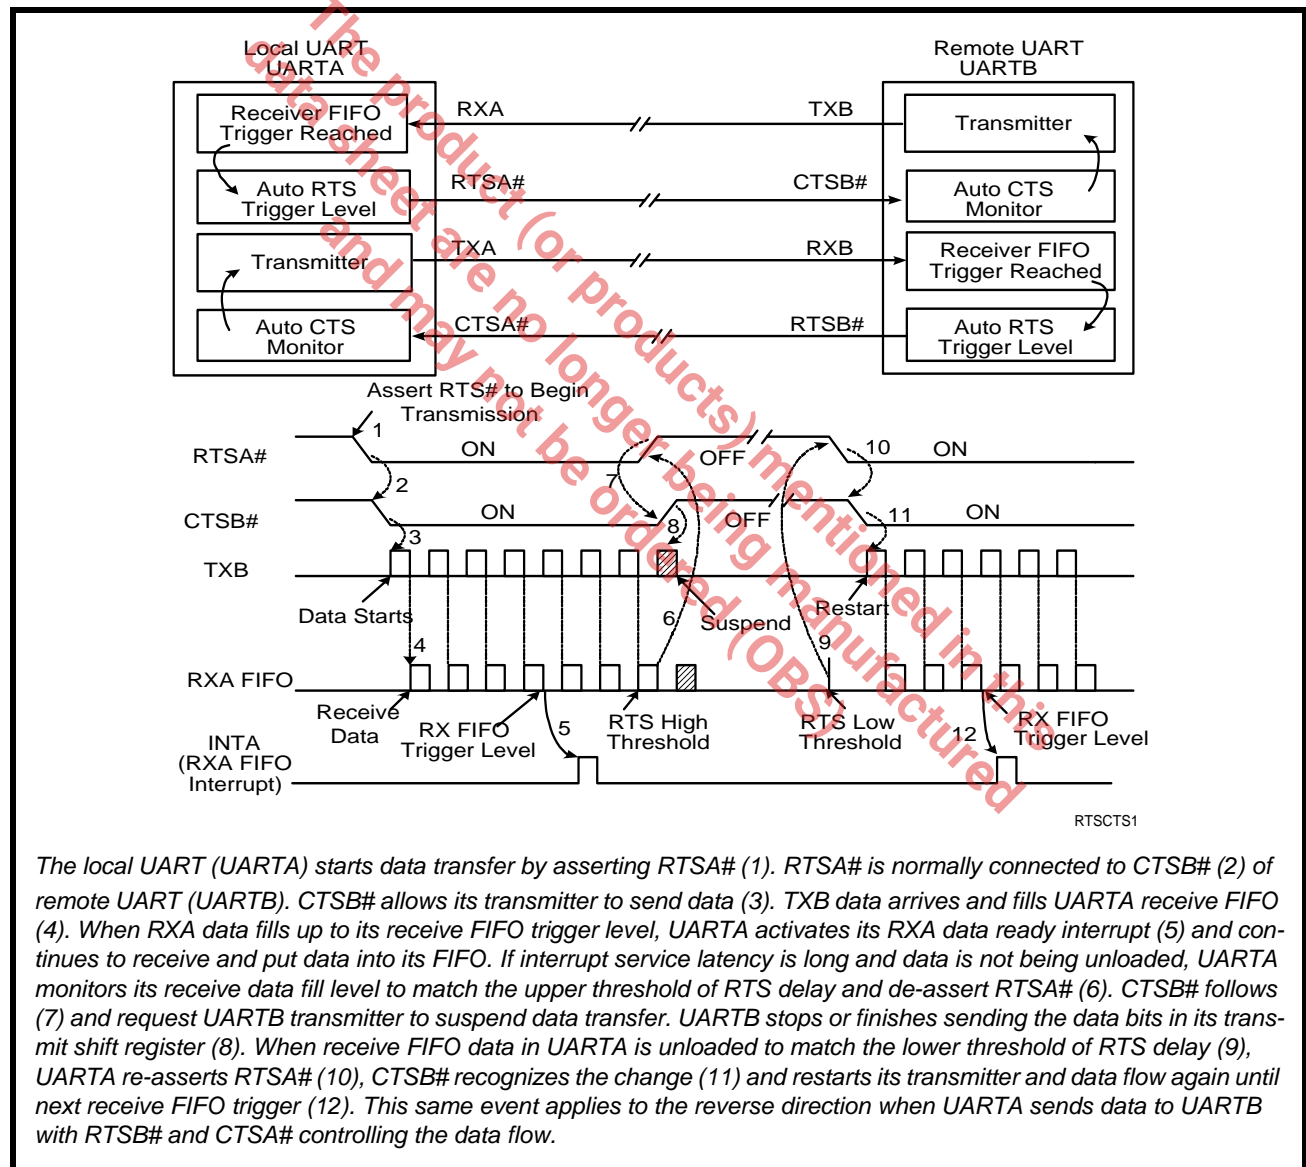 Local UART
UARTA
Remote UART
UARTB
Receiver FIFO
Trigger Reached
RXA
TXB
Transmitter
Auto RTS
Trigger Level
RTSA#
CTSB#
Auto CTS
Monitor
Transmitter
TXA
RXB
Receiver FIFO
Trigger Reached
Auto CTS
Monitor
CTSA#
RTSB#
Auto RTS
Trigger Level
Assert RTS# to Begin
Transmission
RTSA#
1
ON
OFF
10
ON
2
7
CTSB#
ON
8
OFF
11
ON
3
TXB
Data Starts
6
Suspend
Restart
4
9
RXA FIFO
Receive
Data
RX FIFO
Trigger Level
5
RTS High
Threshold
RTS Low
Threshold
12
RX FIFO
Trigger Level
INTA
(RXA FIFO
Interrupt)
RTSCTS1
The product (or products) mentioned in this
data sheet are no longer being manufactured
and may not be ordered (OBS)
The local UART (UARTA) starts data transfer by asserting RTSA# (1). RTSA# is normally connected to CTSB# (2) of
remote UART (UARTB). CTSB# allows its transmitter to send data (3). TXB data arrives and fills UARTA receive FIFO
(4). When RXA data fills up to its receive FIFO trigger level, UARTA activates its RXA data ready interrupt (5) and con-
tinues to receive and put data into its FIFO. If interrupt service latency is long and data is not being unloaded, UARTA
monitors its receive data fill level to match the upper threshold of RTS delay and de-assert RTSA# (6). CTSB# follows
(7) and request UARTB transmitter to suspend data transfer. UARTB stops or finishes sending the data bits in its trans-
mit shift register (8). When receive FIFO data in UARTA is unloaded to match the lower threshold of RTS delay (9),
UARTA re-asserts RTSA# (10), CTSB# recognizes the change (11) and restarts its transmitter and data flow again until
next receive FIFO trigger (12). This same event applies to the reverse direction when UARTA sends data to UARTB
with RTSB# and CTSA# controlling the data flow.